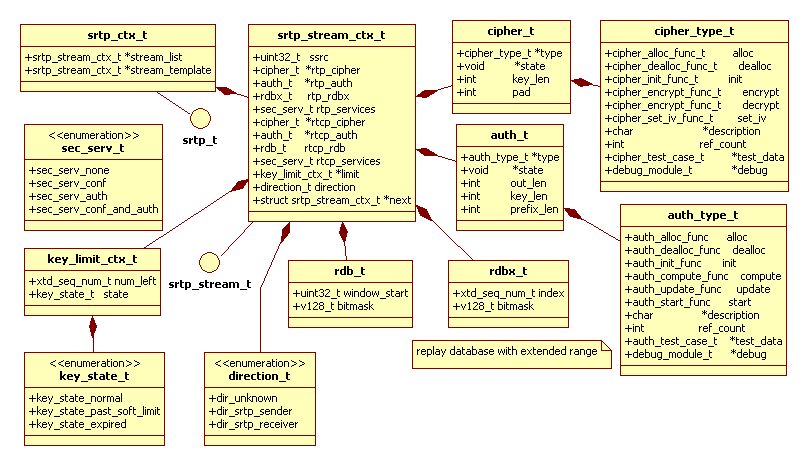 srtp_ctx_t
+srtp_stream_ctx_t *stream_list
+srtp_stream_ctx_t *stream_template
srtp_t
<<enumeration>>
sec_serv_t
+sec_serv_none
+sec_serv_conf
+sec_serv_auth
+sec_serv_conf_and_auth
srtp_stream_ctx_t
+uint32_t ssrc
+cipher_t *rtp_cipher
+auth_t *rtp_auth
+rdbx_t rtp_rdbx
+sec_serv_t rtp_services
+cipher_t *rtcp_cipher
+auth_t *rtcp_auth
+rdb_t rtcp_rdb
+sec_serv_t rtcp_services
+key_limit_ctx_t *limit
+direction_t direction
+struct srtp_stream_ctx_t *next
cipher_t
+cipher_type_t *type
+void *state
+int key_len
+int pad
cipher_type_t
+cipher_alloc_func_t alloc
+cipher_dealloc_func_t dealloc
+cipher_init_func_t init
+cipher_encrypt_func_t encrypt
+cipher_encrypt_func_t decrypt
+cipher_set_iv_func_t set_iv
+char *description
+int ref_count
+cipher_test_case_t *test_data
+debug_module_t *debug
auth_t
+auth_type_t *type
+void *state
+int out_len
+int key_len
+int prefix_len
auth_type_t
+auth_alloc_func alloc
+auth_dealloc_func dealloc
+auth_init_func init
+auth_compute_func compute
+auth_update_func update
+auth_start_func start
+char *description
+int ref_count
+auth_test_case_t *test_data
+debug_module_t *debug
key_limit_ctx_t
+xtd_seq_num_t num_left
+key_state_t state
srtp_stream_t
rdb_t
+uint32_t window_start
+v128_t bitmask
rdbx_t
+xtd_seq_num_t index
+v128_t bitmask
replay database with extended range
<<enumeration>>
key_state_t
+key_state_normal
+key_state_past_soft_limit
+key_state_expired
<<enumeration>>
direction_t
+dir_unknown
+dir_srtp_sender
+dir_srtp_receiver